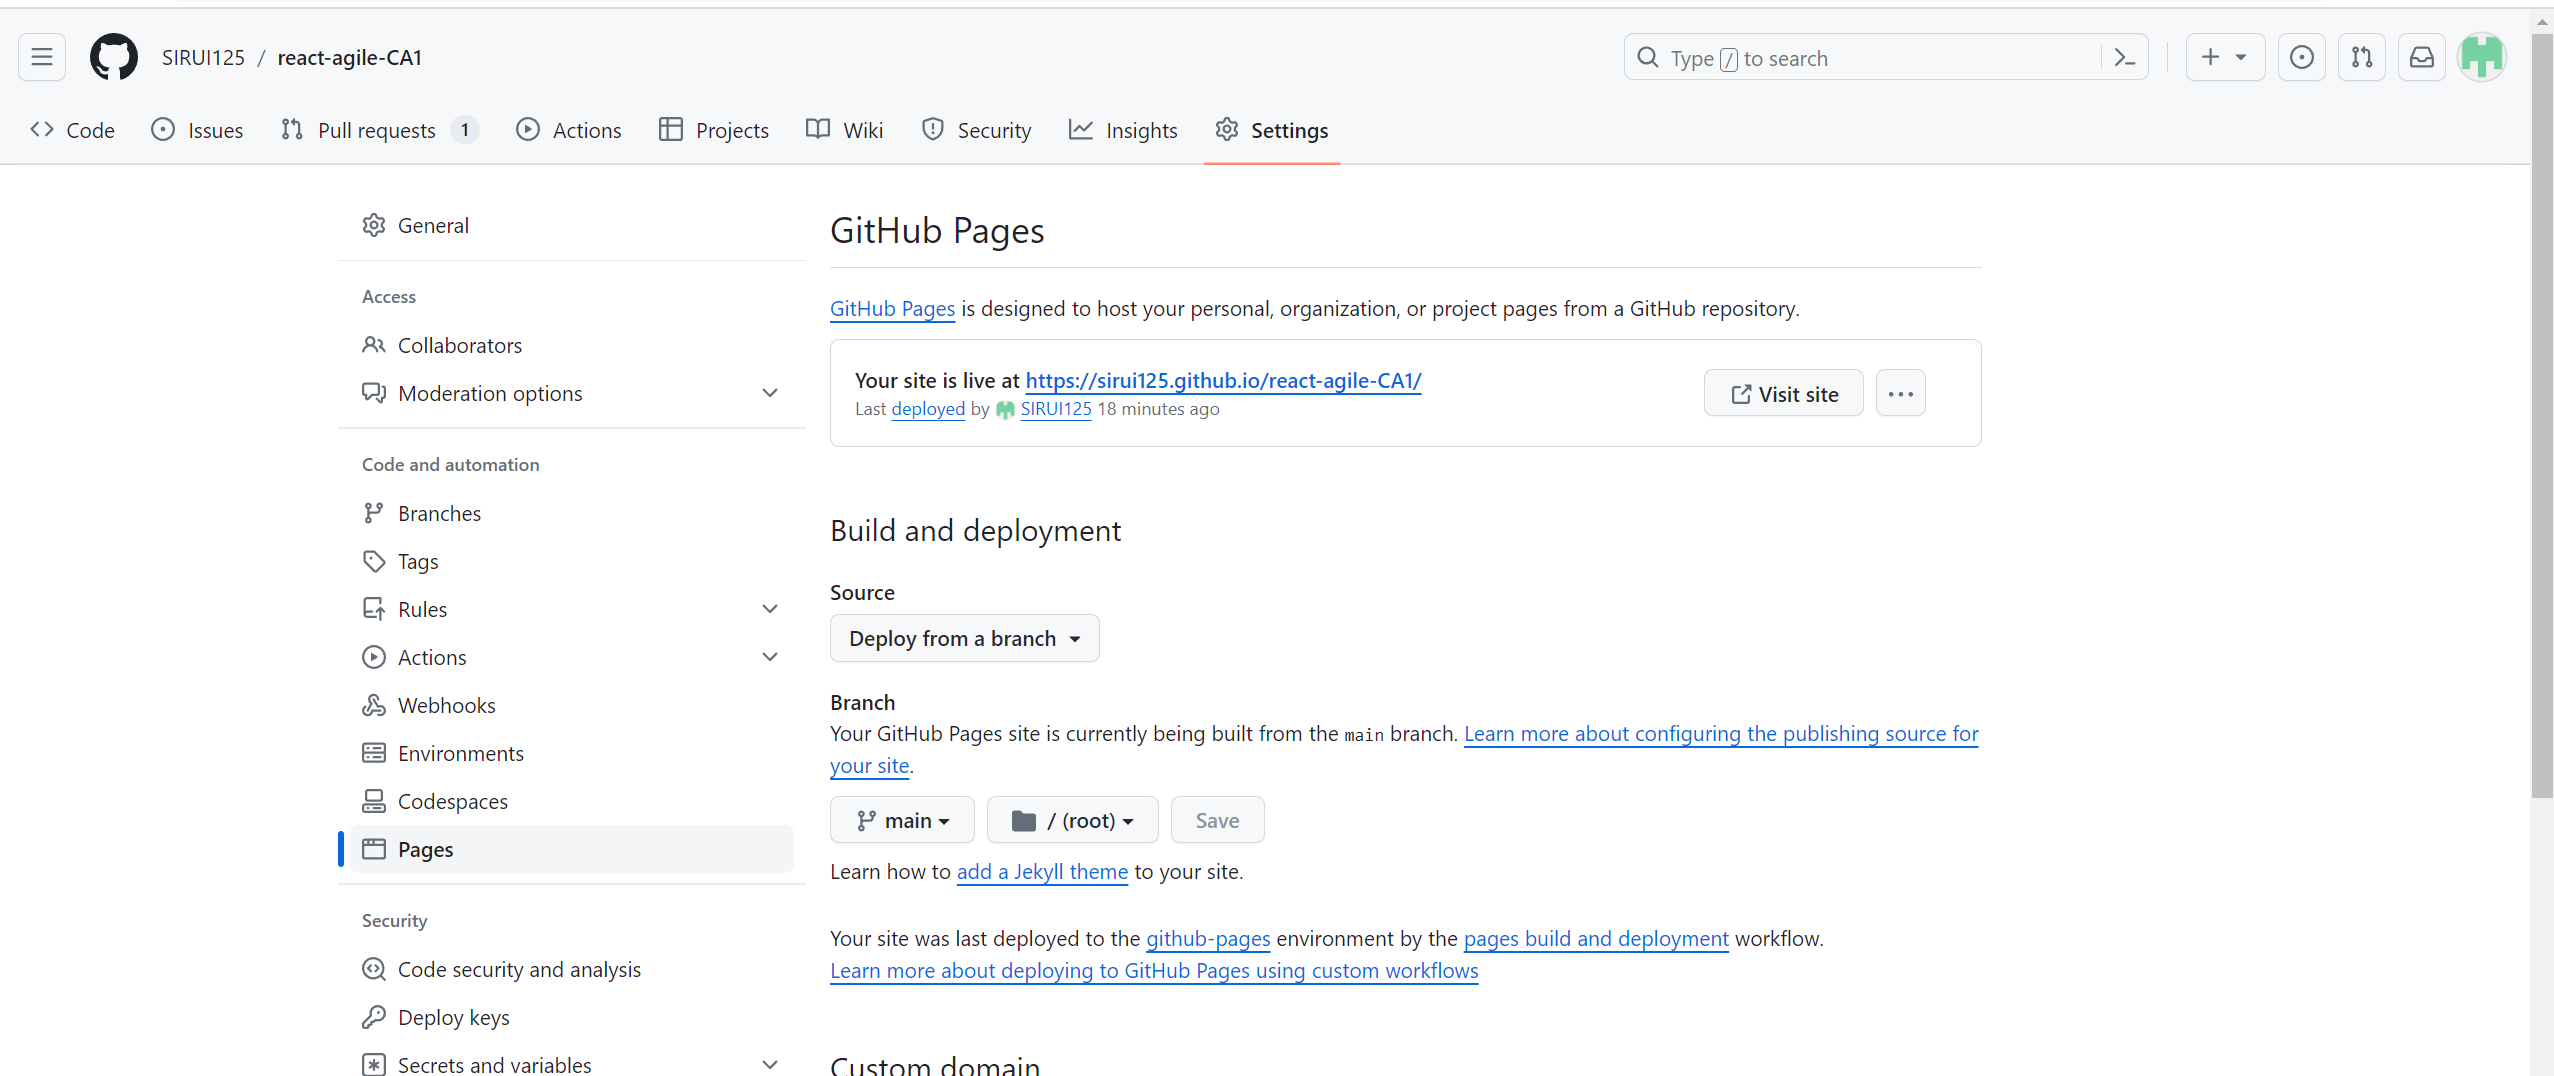 SIRUI125 / react-agile-CA1
Type / to search
Code
Issues
Pull requests 1
Actions
Projects
Wiki
Security
Insights
Settings
General
Access
Collaborators
Moderation options
Code and automation
Branches
Tags
Rules
Actions
Webhooks
Environments
Codespaces
Pages
Security
Code security and analysis
Deploy keys
Secrets and variables
GitHub Pages
GitHub Pages is designed to host your personal, organization, or project pages from a GitHub repository.
Your site is live at https://sirui125.github.io/react-agile-CA1/
Last deployed by SIRUI125 18 minutes ago
Visit site
Build and deployment
Source
Deploy from a branch
Branch
Your GitHub Pages site is currently being built from the main branch. Learn more about configuring the publishing source for
your site.
main
/ (root)
Save
Learn how to add a Jekyll theme to your site.
Your site was last deployed to the github-pages environment by the pages build and deployment workflow.
Learn more about deploying to GitHub Pages using custom workflows
Custom domain